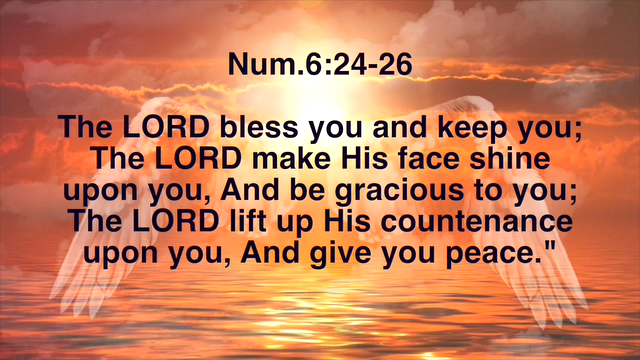 Num.6:24-26
The LORD bless you and keep you;
The LORD make His face shine
upon you, And be gracious to you;
The LORD lift up His countenance
upon you, And give you peace."